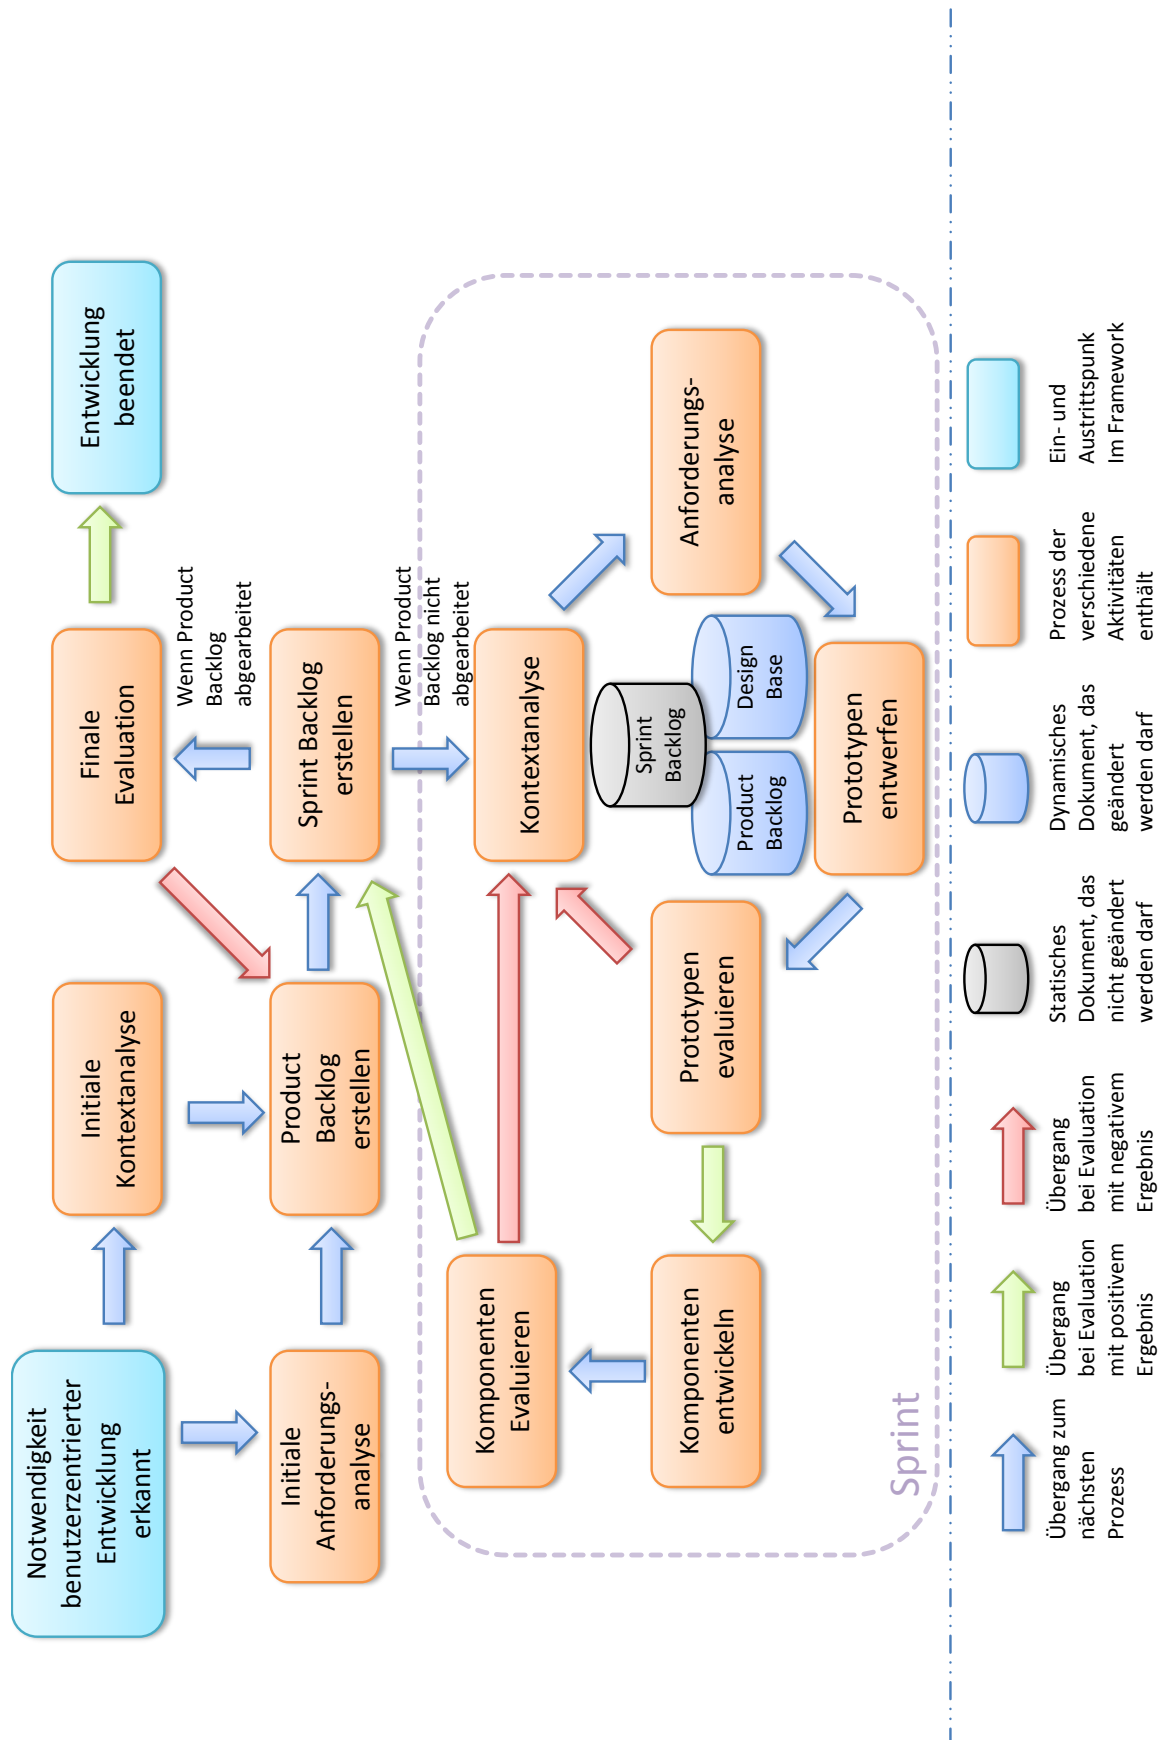 Notwendigkeit
benutzerzentrierter
Entwicklung
erkannt
Initiale
Kontextanalyse
Finale
Evaluation
Entwicklung
beendet
Wenn Product
Backlog
abgearbeitet
Initiale
Anforderungs-
analyse
Product
Backlog
erstellen
Sprint Backlog
erstellen
Wenn Product
Backlog nicht
abgearbeitet
Komponenten
Evaluieren
Kontextanalyse
Sprint
Backlog
Komponenten
entwickeln
Prototypen
evaluieren
Product
Backlog
Design
Base
Anforderungs-
analyse
Prototypen
entwerfen
Sprint
Übergang zum
nächsten
Prozess
Übergang
bei Evaluation
mit positivem
Ergebnis
Übergang
bei Evaluation
mit negativem
Ergebnis
Statisches
Dokument, das
nicht geändert
werden darf
Dynamisches
Dokument, das
geändert
werden darf
Prozess der
verschiedene
Aktivitäten
enthält
Ein- und
Austrittspunk
Im Framework